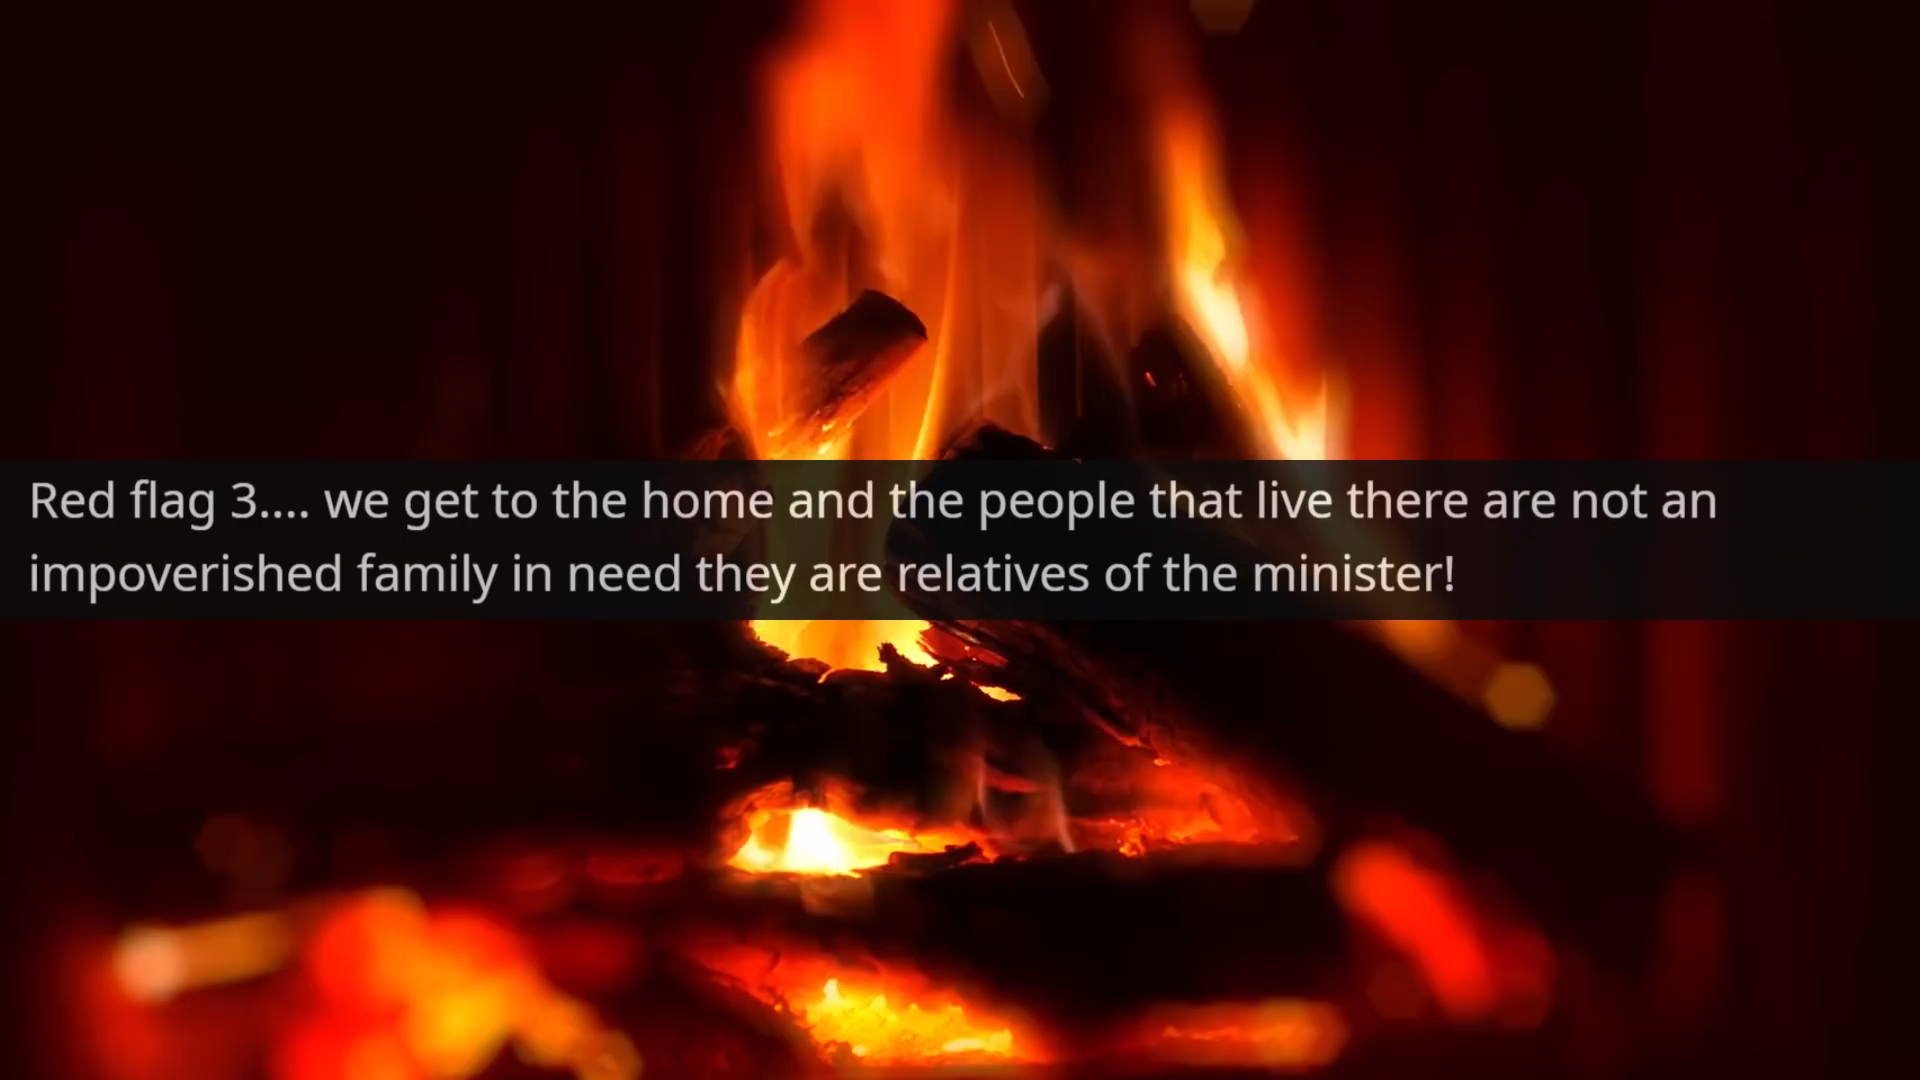 Red flag 3.... we get to the home and the people that live there are not an
impoverished family in need they are relatives of the minister!